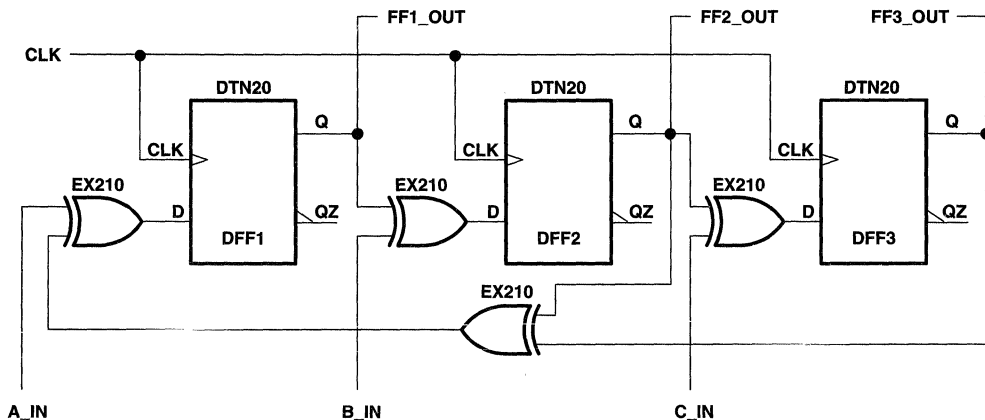 FF1_OUT
FF2_OUT
FF3_OUT
CLK
DTN20
DTN20
DTN20
Q
Q
Q
CLK
CLK
CLK
EX210
EX210
EX210
D
QZ
D
QZ
D
QZ
DFF1
DFF2
DFF3
EX210
A_IN
B_IN
C_IN